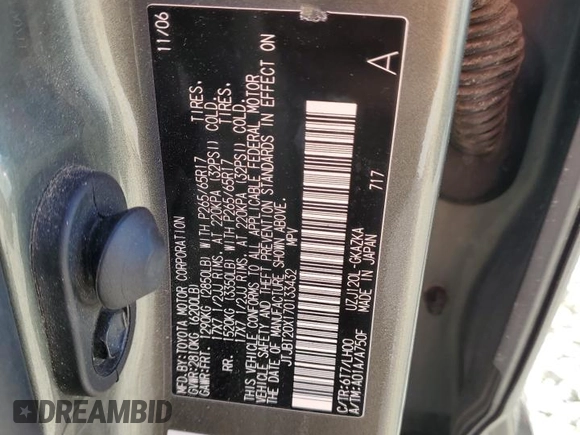 11/06
MFD.BY:TOYOTA MOTOR CORPORATION
GVWR:2810KG (6200LB)
GAWR:FRT. 1290KG (2850LB) WITH P265/65R17 TIRES,
17X7 1/2JJ RIMS, AT 220KPA (32PSI) COLD.
RR. 1520KG (3350LB) WITH P265/65R17 TIRES,
17X7 1/2JJ RIMS, AT 220KPA (32PSI) COLD.
THIS VEHICLE CONFORMS TO ALL APPLICABLE FEDERAL MOTOR
VEHICLE SAFETY AND THEFT PREVENTION STANDARDS IN EFFECT ON
THE DATE OF MANUFACTURE SHOWN ABOVE.
JTJBT20X170133432 MPV
A
717
C/TR:6T7/LH00 UZJ120L-GKAZKA
A/TM:A01A/A750F MADE IN JAPAN
DREAMBID